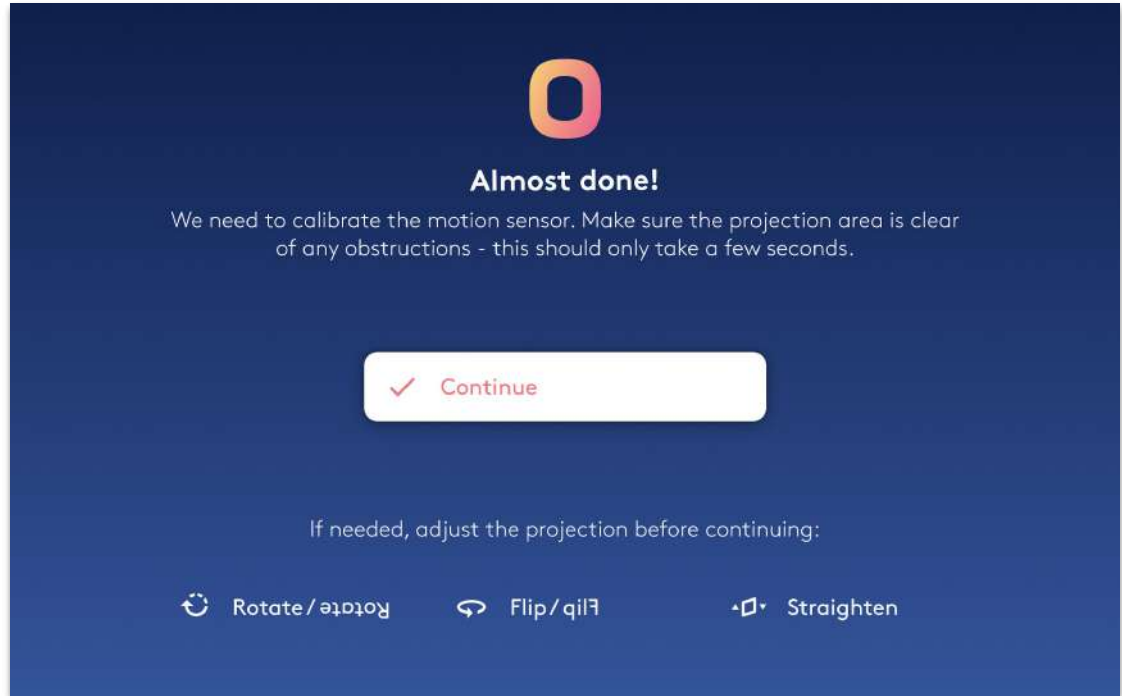 Almost done!
We need to calibrate the motion sensor. Make sure the projection area is clear
of any obstructions - this should only take a few seconds.
Continue
If needed, adjust the projection before continuing:
Rotate/Rotate Flip/Flip Straighten